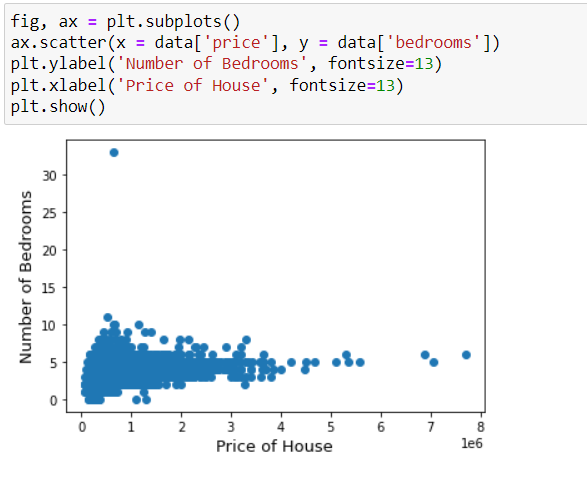 fig, ax = plt.subplots()
ax.scatter(x = data['price'], y = data['bedrooms'])
plt.ylabel('Number of Bedrooms', fontsize=13)
plt.xlabel('Price of House', fontsize=13)
plt.show()
Number of Bedrooms
30
25
20
15
10
5
0
0 1 2 3 4 5 6 7 8
1e6
Price of House